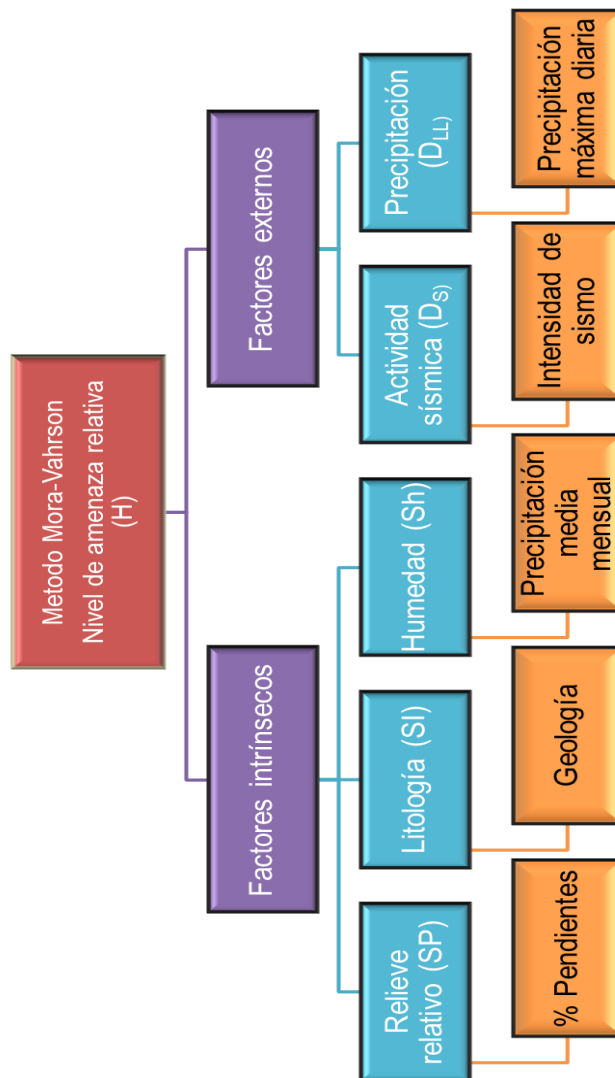 Metodo Mora-Vahrson
Nivel de amenaza relativa
(H)
Factores intrínsecos
Factores externos
Relieve
relativo (SP)
Litología (Sl)
Humedad (Sh)
Actividad
sísmica (DS)
Precipitación
(DLL)
% Pendientes
Geología
Precipitación
media
mensual
Intensidad de
sismo
Precipitación
máxima diaria